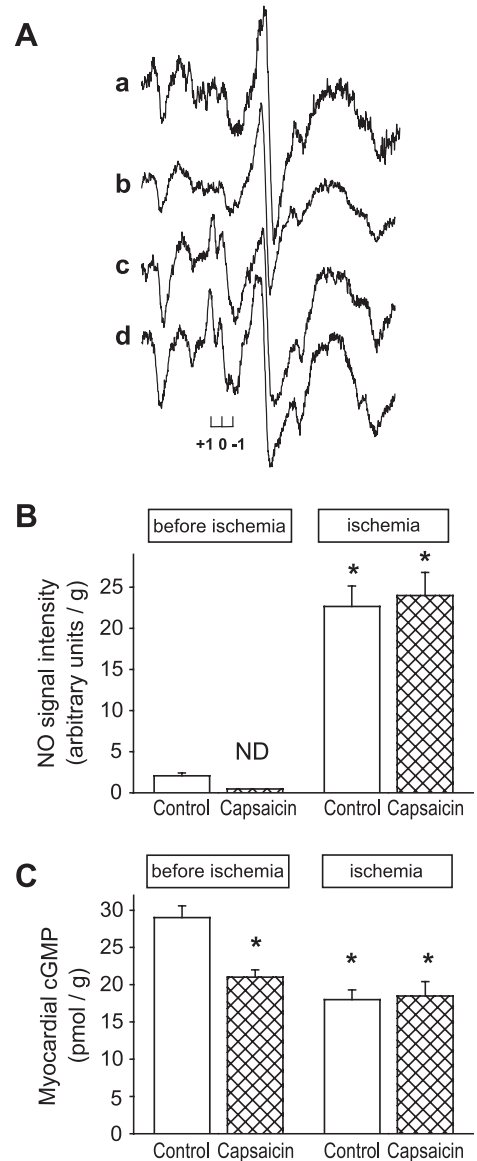 A
a
b
c
d
+1 0 -1
B
before ischemia
ischemia
NO signal intensity
(arbitrary units / g)
25
20
15
10
5
0
*
*
ND
Control
Capsaicin
Control
Capsaicin
C
before ischemia
ischemia
Myocardial cGMP
(pmol / g)
30
25
20
15
10
5
0
*
*
*
Control
Capsaicin
Control
Capsaicin